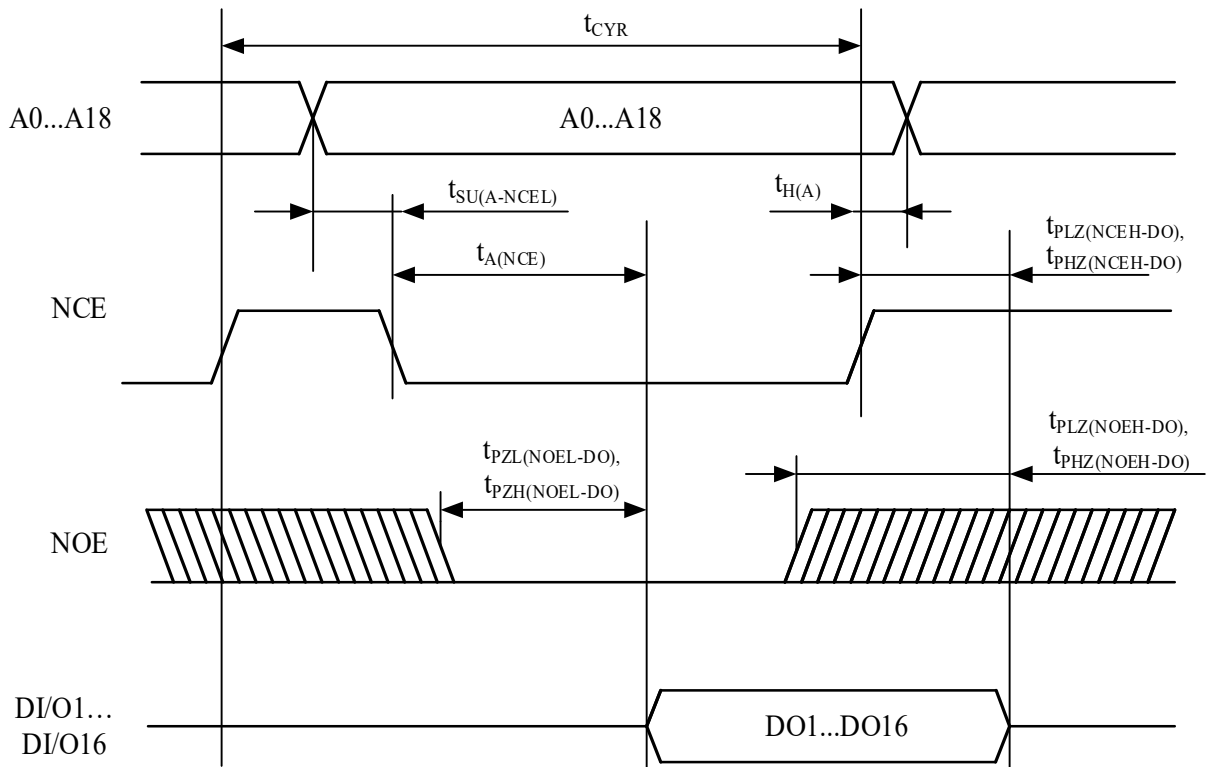 tCYR
A0...A18
A0...A18
tSU(A-NCEL)
tH(A)
tPLZ(NCEH-DO),
tPHZ(NCEH-DO)
tA(NCE)
NCE
tPLZ(NOEH-DO),
tPHZ(NOEH-DO)
tPZL(NOEL-DO),
tPZH(NOEL-DO)
NOE
DI/O1…
DI/O16
DO1...DO16